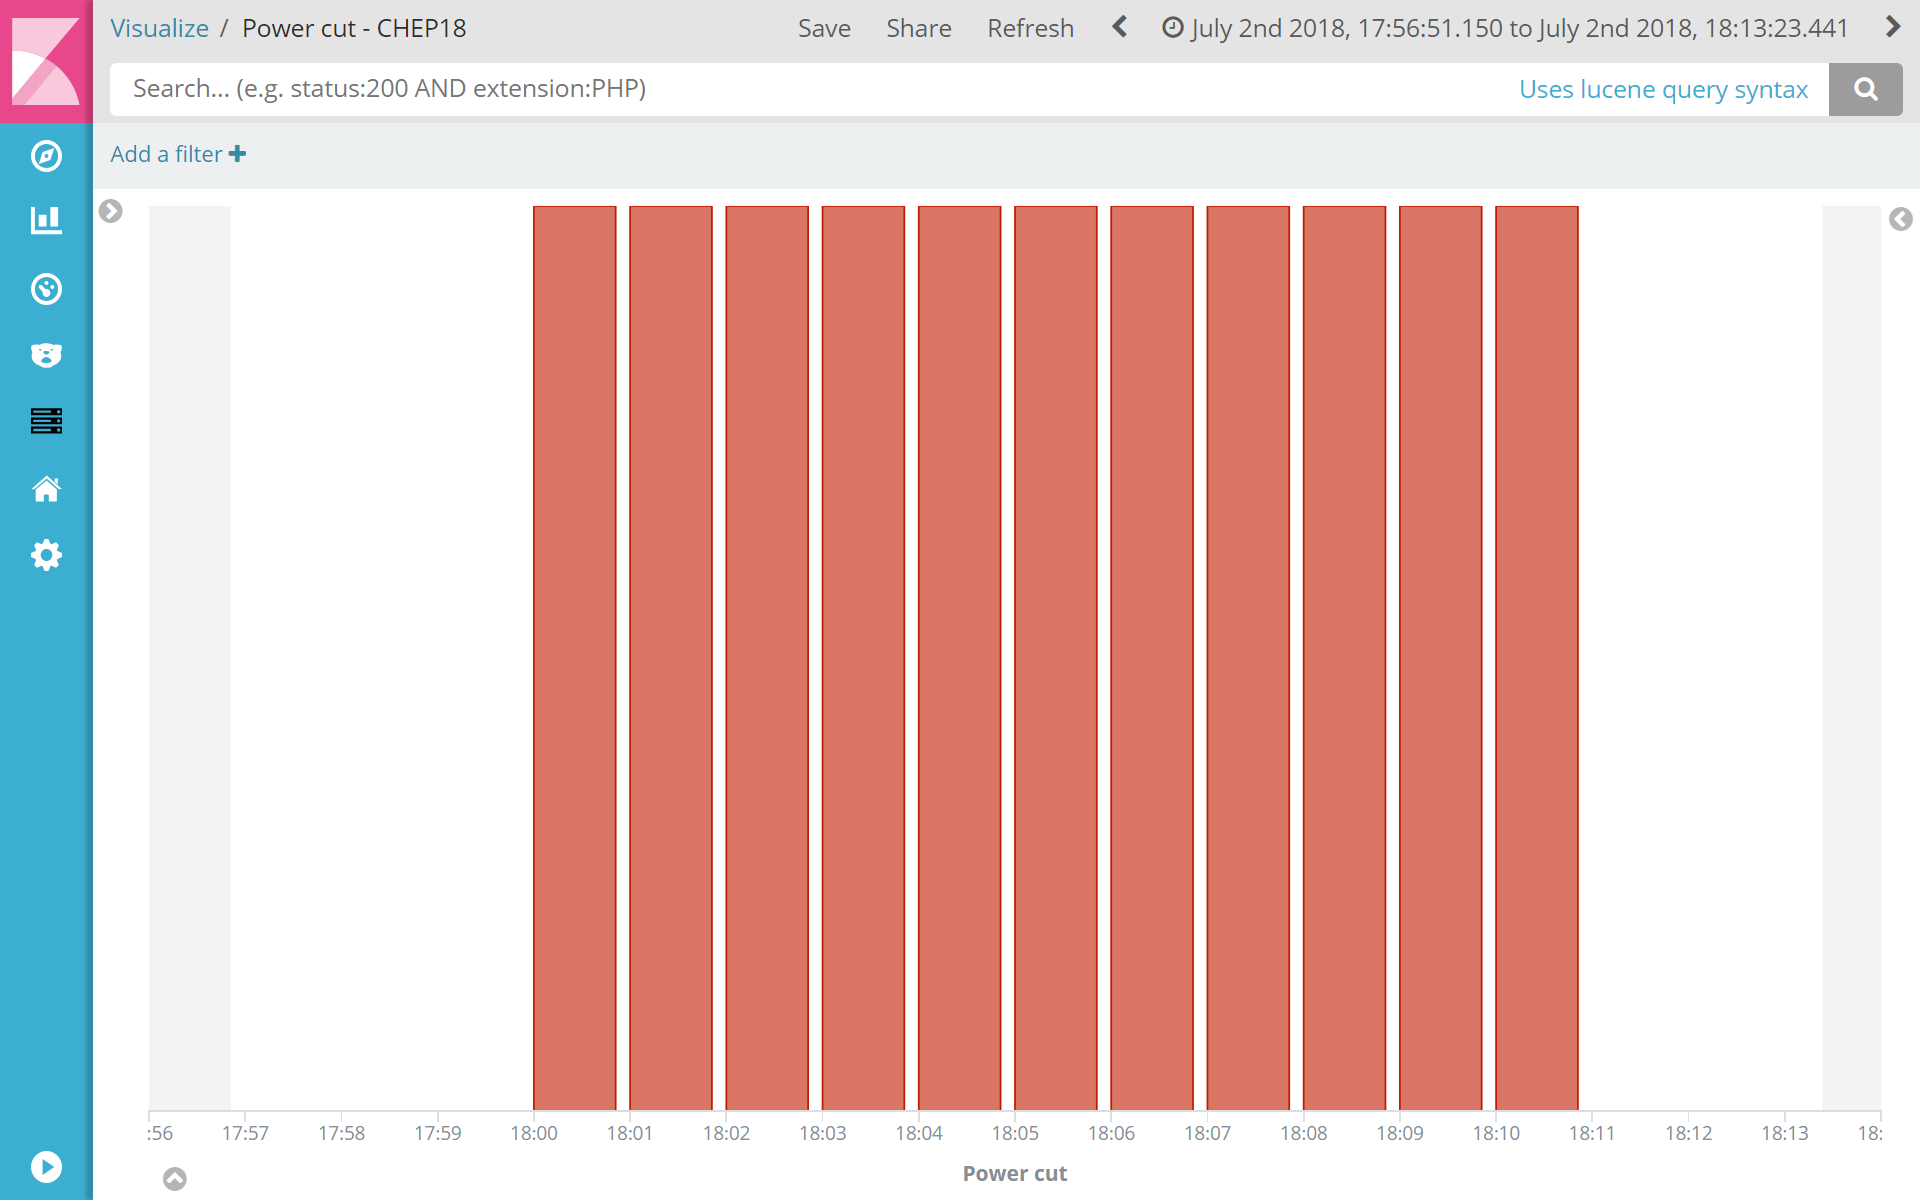 Visualize / Power cut - CHEP18 Save Share Refresh July 2nd 2018, 17:56:51.150 to July 2nd 2018, 18:13:23.441
Search... (e.g. status:200 AND extension:PHP) Uses lucene query syntax
Add a filter
:56 17:57 17:58 17:59 18:00 18:01 18:02 18:03 18:04 18:05 18:06 18:07 18:08 18:09 18:10 18:11 18:12 18:13 18:
Power cut